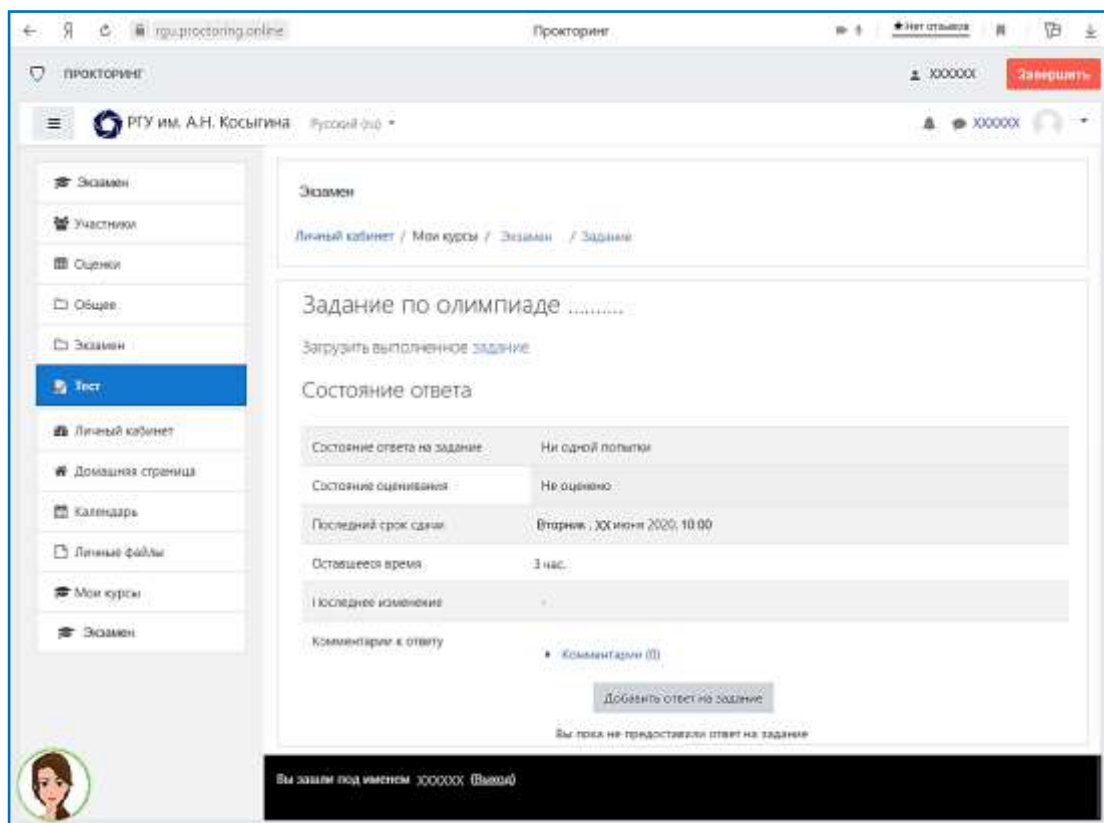 rgu.proctoring.online
Прокторинг
Нет отзывов
ПРОКТОРИНГ
XXXXXX
Завершить
РГУ им. А.Н. Косыгина
Русский (ru)
XXXXXX
Экзамен
Участники
Оценки
Общее
Экзамен
Тест
Личный кабинет
Домашняя страница
Календарь
Личные файлы
Мои курсы
Экзамен
Экзамен
Личный кабинет / Мои курсы / Экзамен / Задание
Задание по олимпиаде ..........
Загрузить выполненное задание
Состояние ответа
Состояние ответа на задание Ни одной попытки
Состояние оценивания Не оценено
Последний срок сдачи Вторник , XX июня 2020, 10:00
Оставшееся время 3 час.
Последнее изменение -
Комментарии к ответу Комментарии (0)
Добавить ответ на задание
Вы пока не предоставили ответ на задание
Вы зашли под именем XXXXXX (Выход)